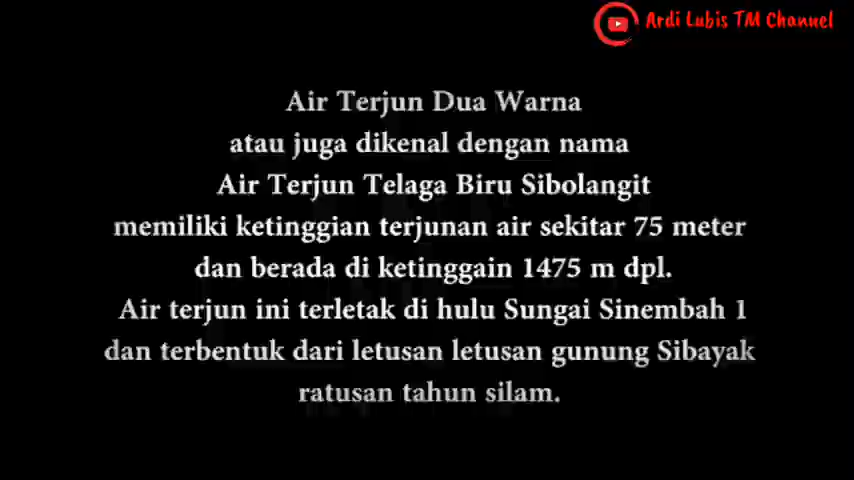 Ardi Lubis TM Channel
Air Terjun Dua Warna
atau juga dikenal dengan nama
Air Terjun Telaga Biru Sibolangit
memiliki ketinggian terjunan air sekitar 75 meter
dan berada di ketinggain 1475 m dpl.
Air terjun ini terletak di hulu Sungai Sinembah 1
dan terbentuk dari letusan letusan gunung Sibayak
ratusan tahun silam.